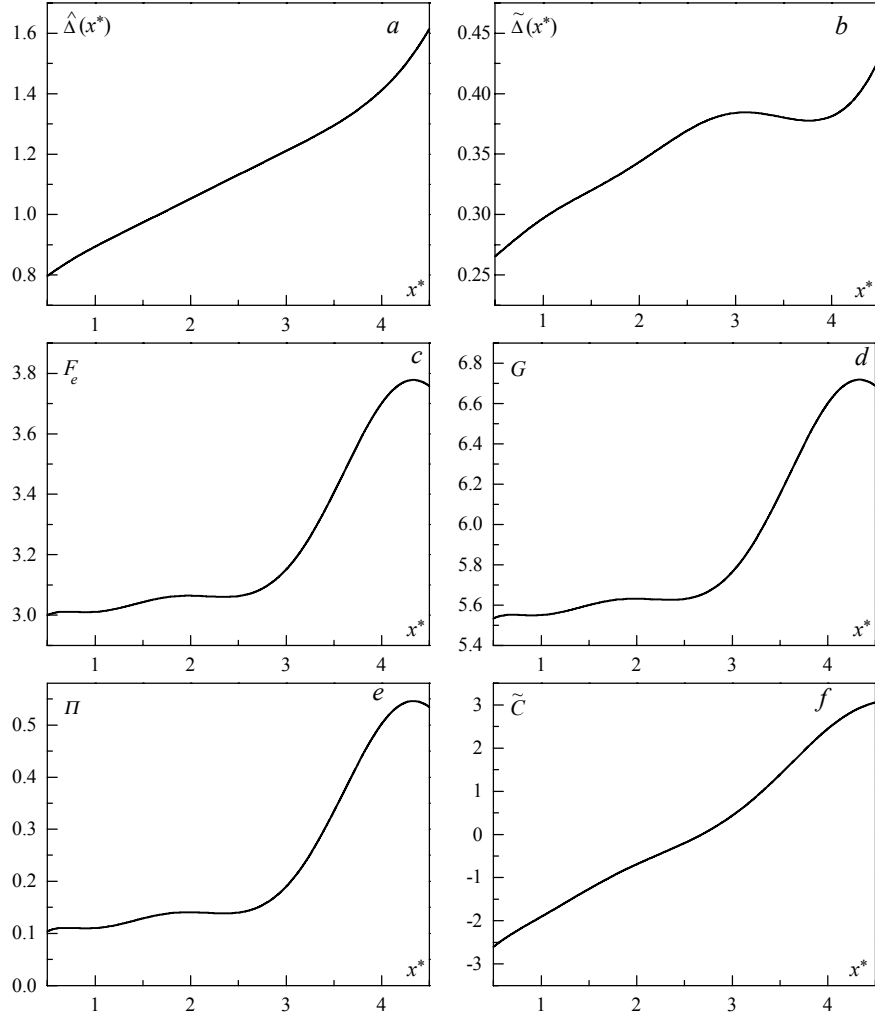 Δ̂(x*) a
1.6
1.4
1.2
1.0
0.8
x*
1 2 3 4
Δ̃(x*) b
0.45
0.40
0.35
0.30
0.25
x*
1 2 3 4
F_e c
3.8
3.6
3.4
3.2
3.0
x*
1 2 3 4
G d
6.8
6.6
6.4
6.2
6.0
5.8
5.6
5.4
x*
1 2 3 4
Π e
0.5
0.4
0.3
0.2
0.1
0.0
x*
1 2 3 4
C̃ f
3
2
1
0
-1
-2
-3
x*
1 2 3 4